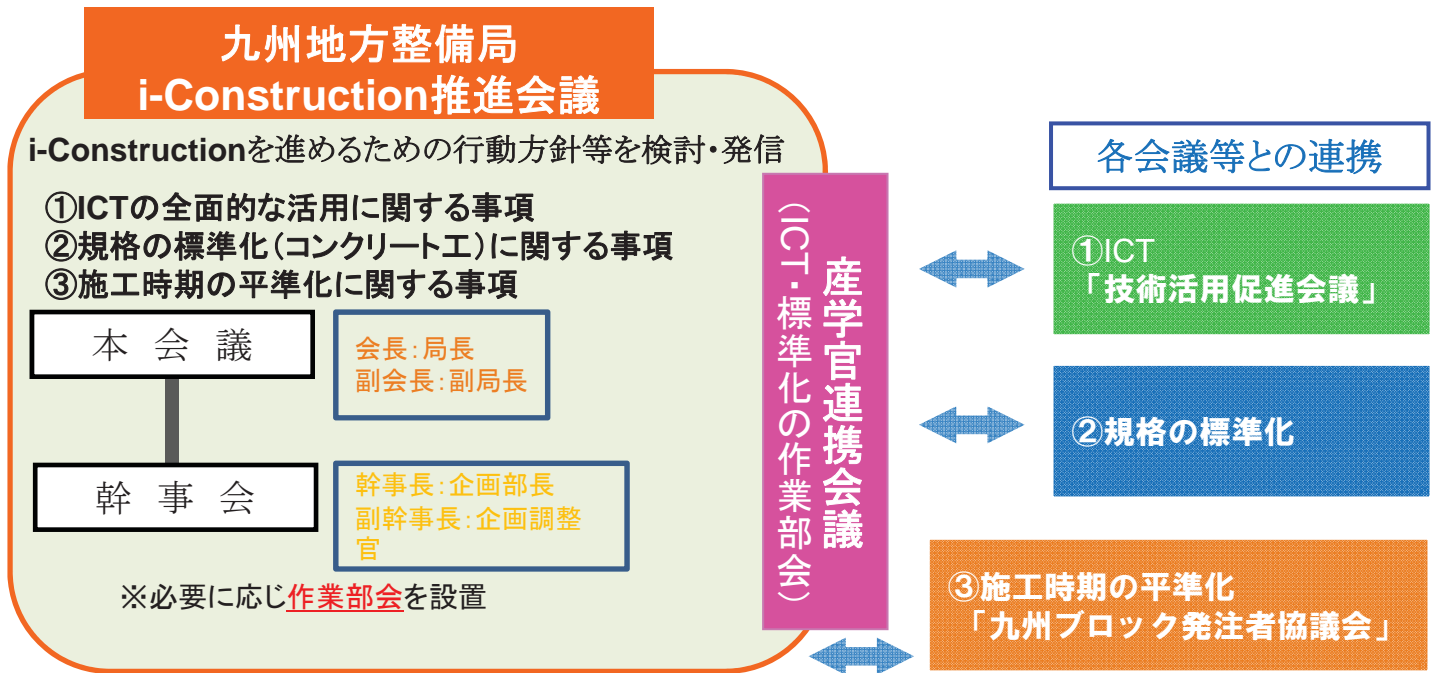 九州地方整備局
i-Construction推進会議
i-Constructionを進めるための行動方針等を検討・発信
①ICTの全面的な活用に関する事項
②規格の標準化（コンクリート工）に関する事項
③施工時期の平準化に関する事項
本 会 議
会長：局長
副会長：副局長
幹 事 会
幹事長：企画部長
副幹事長：企画調整
官
※必要に応じ作業部会を設置
産学官連携会議
（ICT・標準化の作業部会）
各会議等との連携
①ICT
「技術活用促進会議」
②規格の標準化
③施工時期の平準化
「九州ブロック発注者協議会」